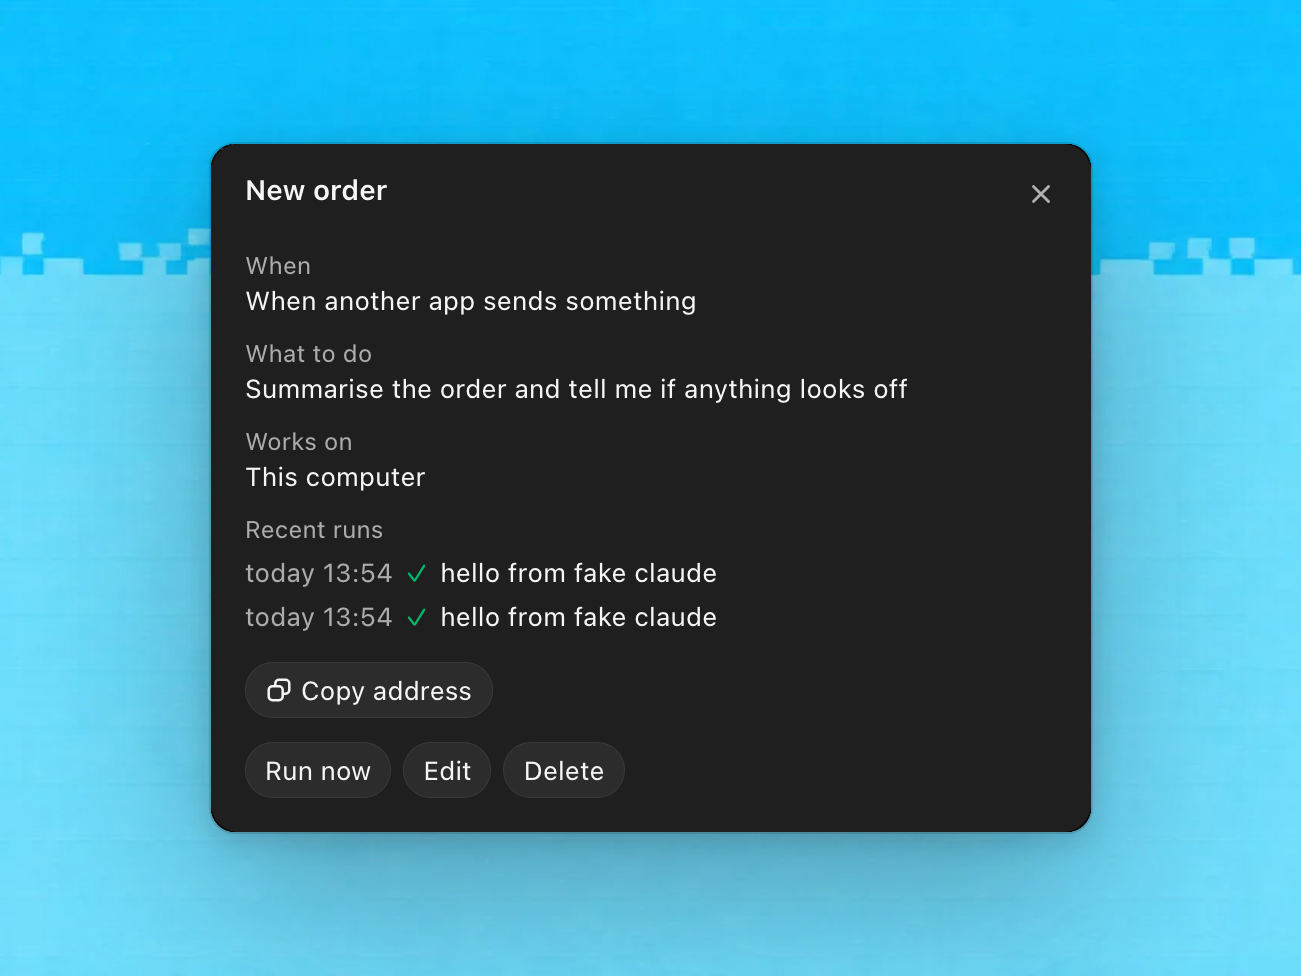 New order
When
When another app sends something
What to do
Summarise the order and tell me if anything looks off
Works on
This computer
Recent runs
today 13:54 ✓ hello from fake claude
today 13:54 ✓ hello from fake claude
Copy address
Run now Edit Delete